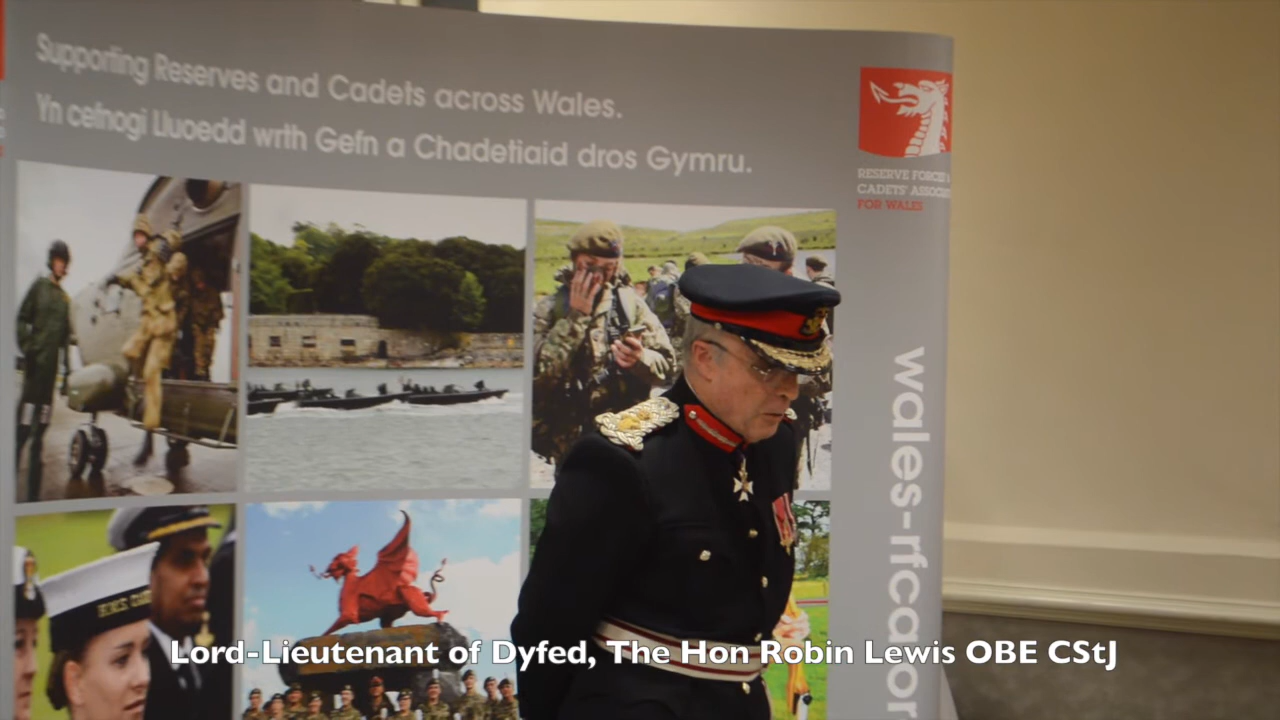 Supporting Reserves and Cadets across Wales.
Yn cefnogi Lluoedd wrth Gefn a Chadetiaid dros Gymru.
RESERVE FORCES
CADETS' ASSOCI
FOR WALES
wales-rfcaor
H.M.S.
Lord-Lieutenant of Dyfed, The Hon Robin Lewis OBE CStJ